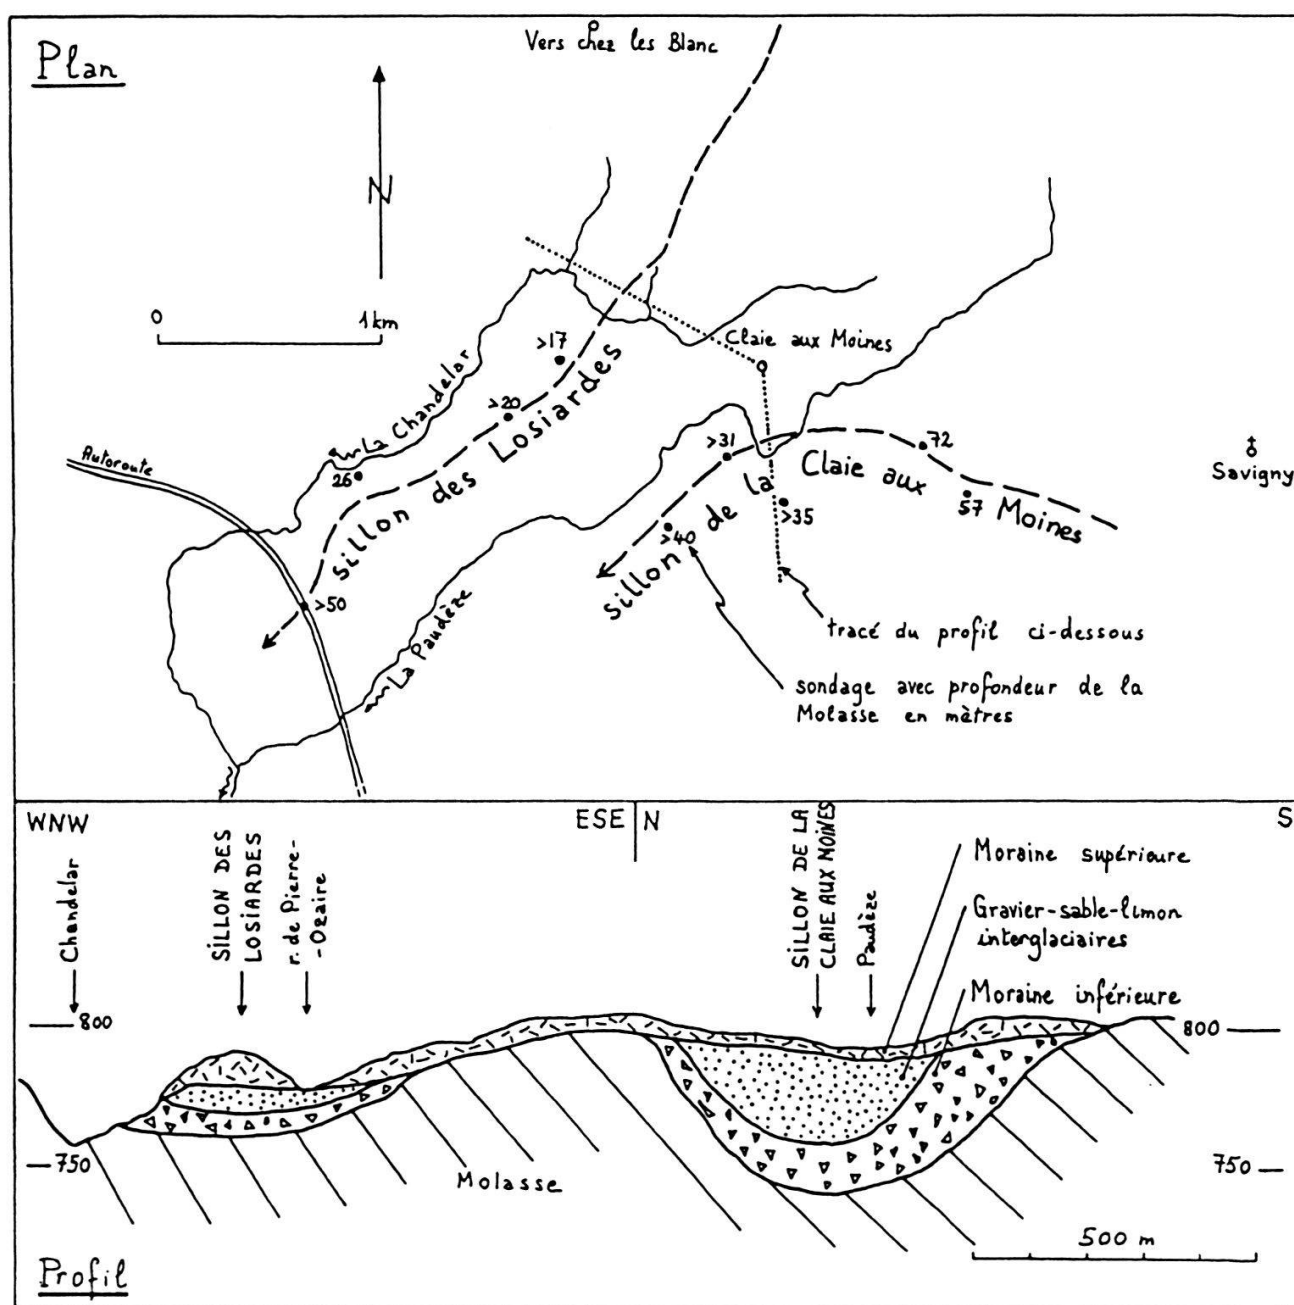 Plan
Vers chez les Blanc
N
0
1 km
Claie aux Moines
>17
>20
La Chandelar
26
Autoroute
Sillon des Losiardes
>50
La Paudèze
>31
72
57
>35
>40
Sillon de la Claie aux Moines
Savigny
tracé du profil ci-dessous
sondage avec profondeur de la
Molasse en mètres
WNW
ESE
N
S
Chandelar
SILLON DES
LOSIARDES
r. de Pierre-
-Ozaire
SILLON DE LA
CLAIE AUX MOINES
Paudèze
Moraine supérieure
Gravier-sable-limon
interglaciaires
Moraine inférieure
800
800
750
750
Molasse
500 m
Profil